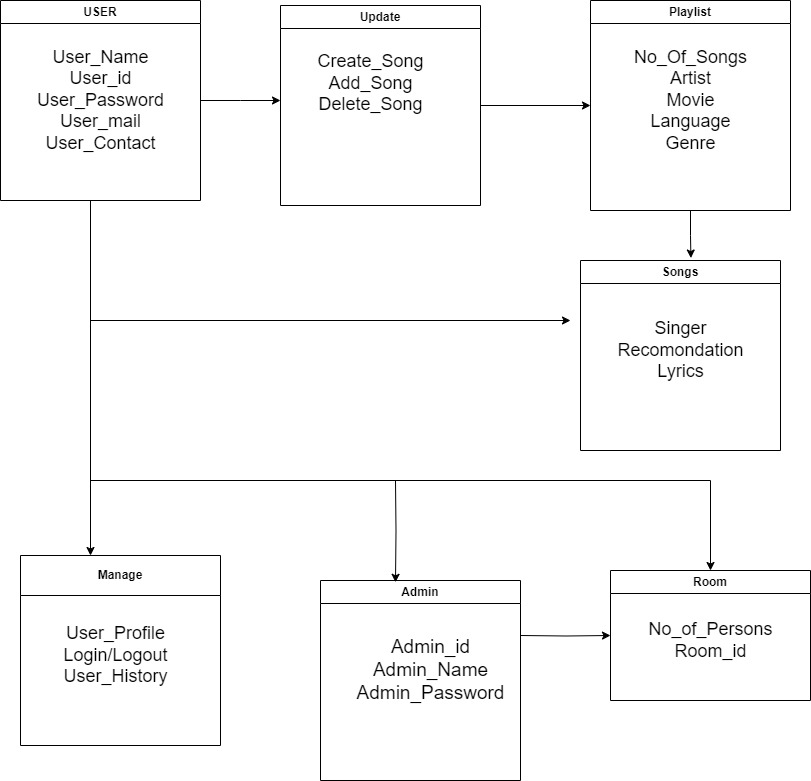 USER
User_Name
User_id
User_Password
User_mail
User_Contact
Update
Create_Song
Add_Song
Delete_Song
Playlist
No_Of_Songs
Artist
Movie
Language
Genre
Songs
Singer
Recomondation
Lyrics
Manage
User_Profile
Login/Logout
User_History
Admin
Admin_id
Admin_Name
Admin_Password
Room
No_of_Persons
Room_id